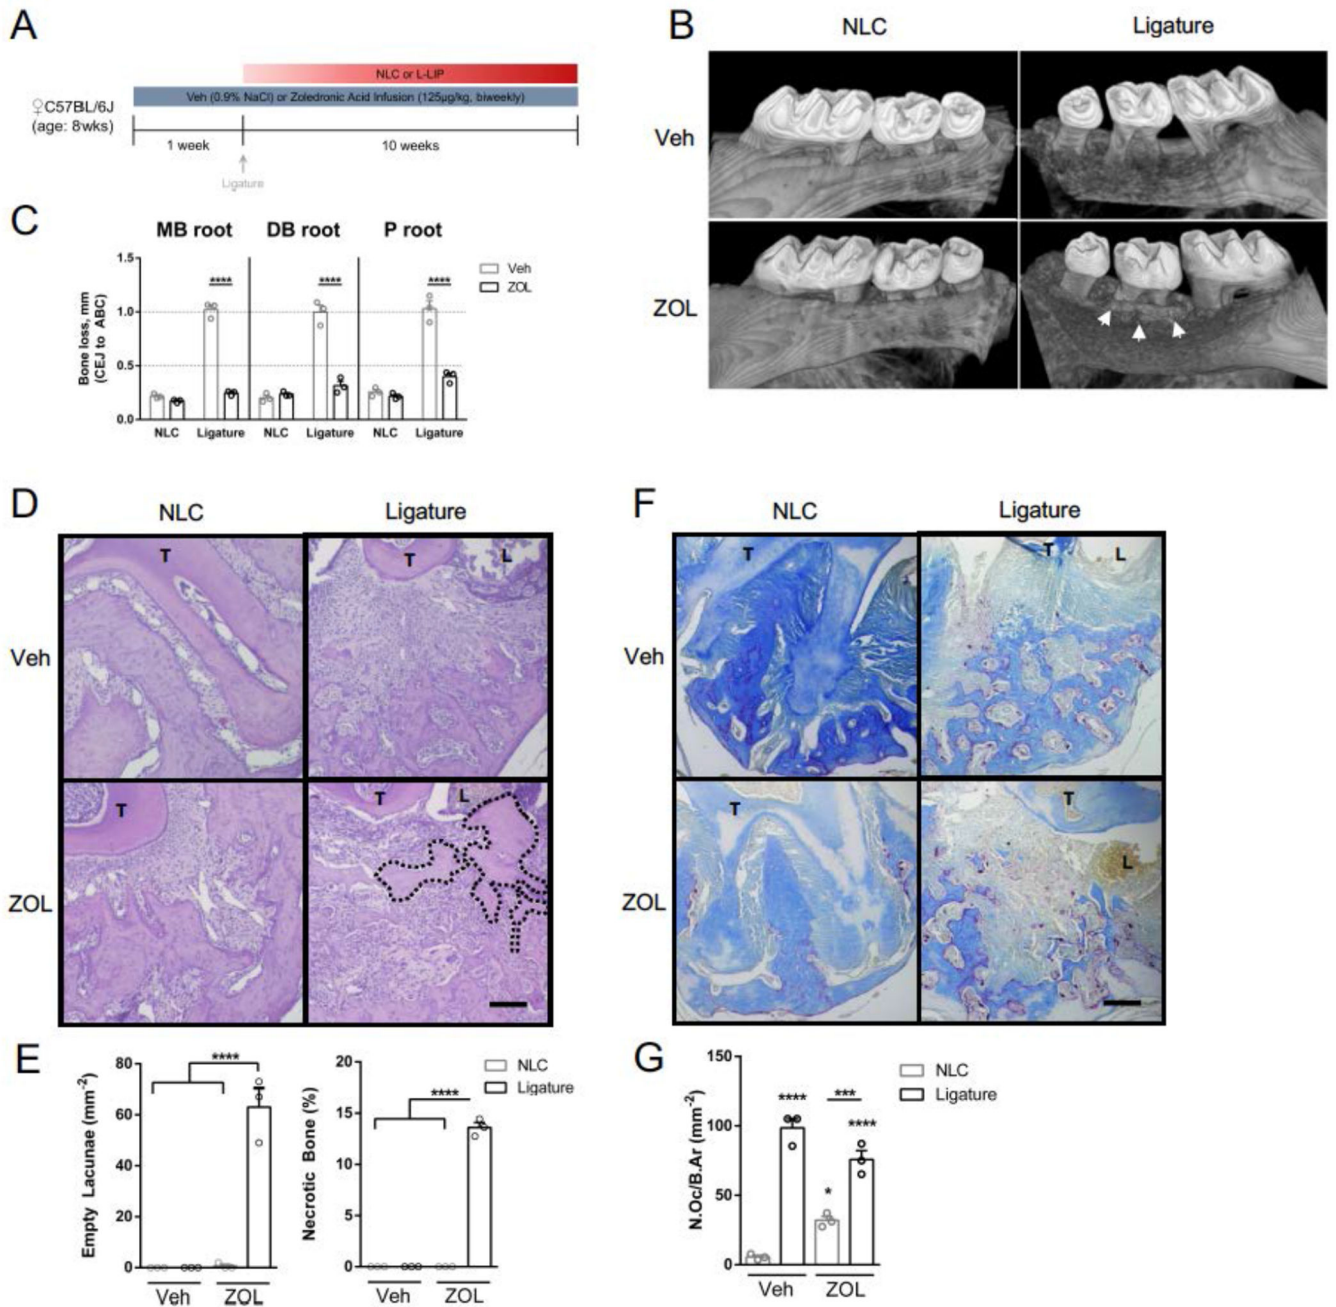 A
NLC or L-LIP
Veh (0.9% NaCl) or Zoledronic Acid Infusion (125μg/kg, biweekly)
♀C57BL/6J
(age: 8wks)
1 week
10 weeks
Ligature
B
NLC
Ligature
Veh
ZOL
C
MB root
DB root
P root
Veh
ZOL
Bone loss, mm
(CEJ to ABC)
1.5
1.0
0.5
0.0
****
****
****
NLC
Ligature
NLC
Ligature
NLC
Ligature
D
NLC
Ligature
Veh
ZOL
T
T
L
T
T
L
F
NLC
Ligature
Veh
ZOL
T
T
L
T
T
L
E
Empty Lacunae (mm-2)
80
60
40
20
0
****
Veh
ZOL
Necrotic Bone (%)
20
15
10
5
0
****
Veh
ZOL
NLC
Ligature
G
N.Oc/B.Ar (mm-2)
150
100
50
0
****
***
****
*
Veh
ZOL
NLC
Ligature